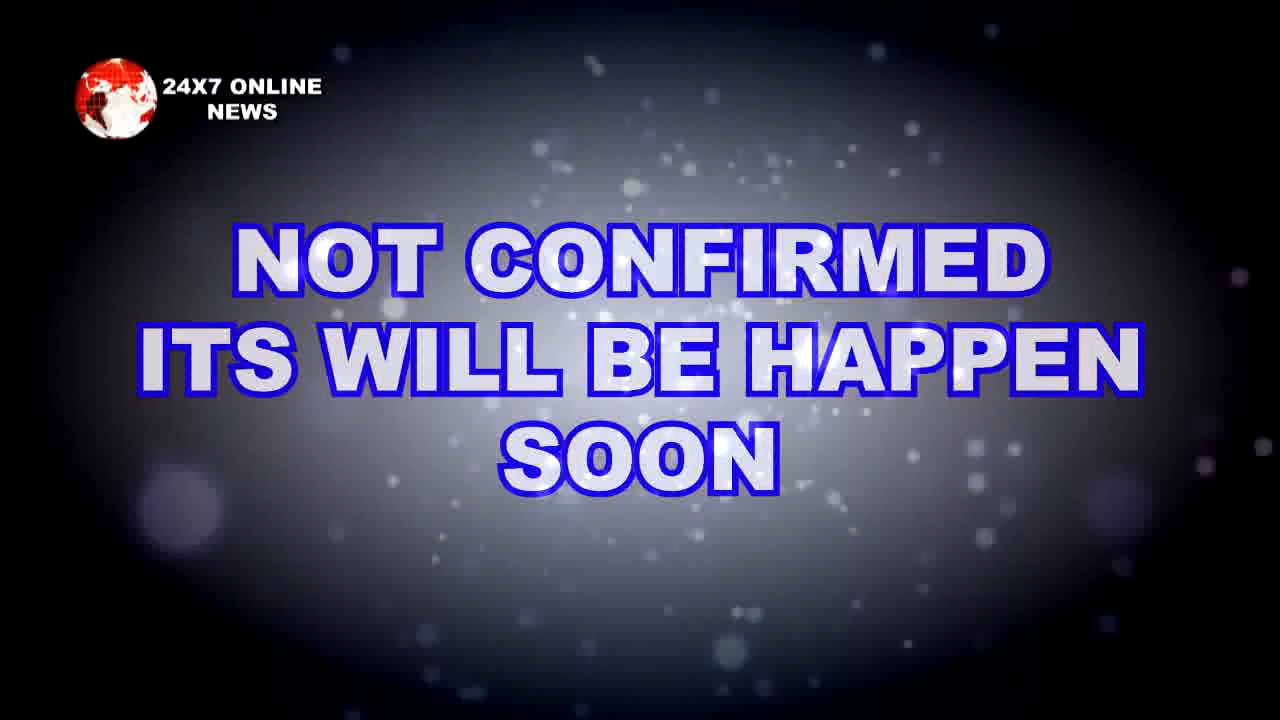 24X7 ONLINE
NEWS
NOT CONFIRMED
ITS WILL BE HAPPEN
SOON